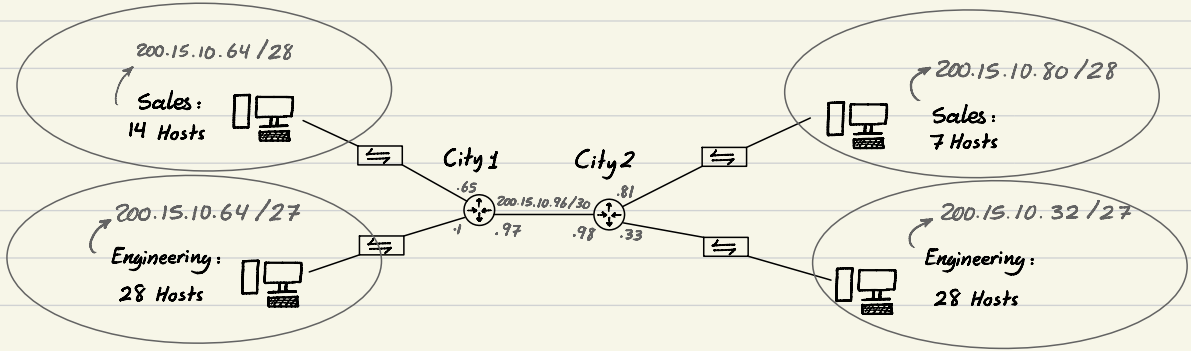 200.15.10.64/28
Sales:
14 Hosts
200.15.10.80/28
Sales:
7 Hosts
City 1
City 2
.65
200.15.10.96/30
.81
.1
.97
.98
.33
200.15.10.64/27
Engineering:
28 Hosts
200.15.10.32/27
Engineering:
28 Hosts